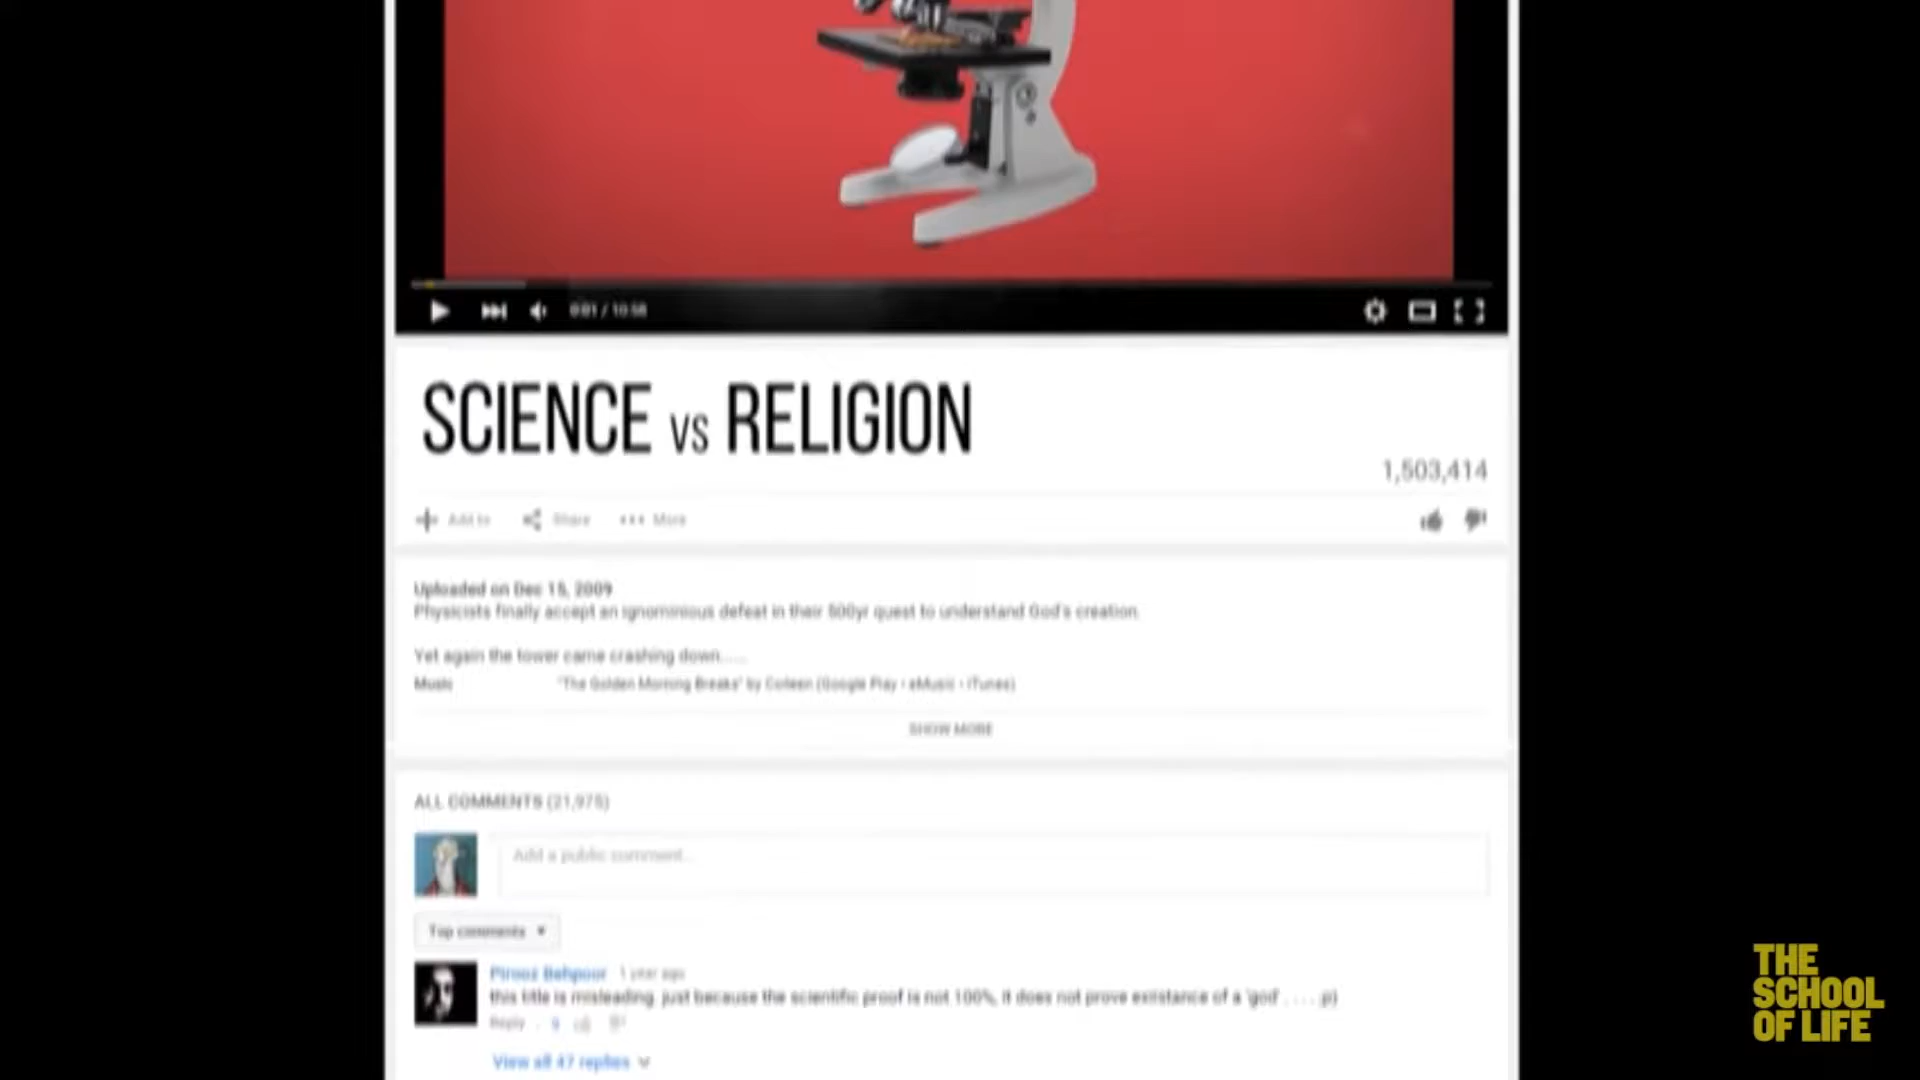 0:01 / 10:58
SCIENCE vs RELIGION
1,503,414
Add to Share More
Uploaded on Dec 15, 2009
Physicists finally accept an ignominious defeat in their 500yr quest to understand God's creation.
Yet again the tower came crashing down.....
Music "The Golden Morning Breaks" by Colleen (Google Play • eMusic • iTunes)
SHOW MORE
ALL COMMENTS (21,975)
Add a public comment...
Top comments
Pirooz Behpoor 1 year ago
this title is misleading. just because the scientific proof is not 100%, it does not prove existance of a 'god' . . . . . p)
Reply · 9
View all 47 replies
THE
SCHOOL
OF LIFE